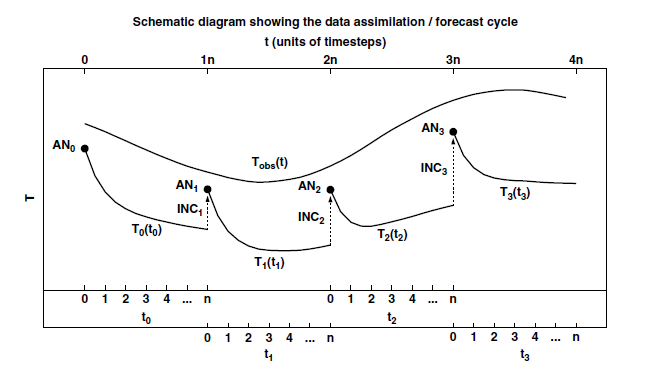 Schematic diagram showing the data assimilation / forecast cycle
t (units of timesteps)
0 1n 2n 3n 4n
AN₃
AN₀
Tobs(t)
INC₃
AN₁ AN₂
T₃(t₃)
INC₁
INC₂
T₀(t₀) T₂(t₂)
T₁(t₁)
T
0 1 2 3 4 ... n 0 1 2 3 4 ... n
t₀ t₂
0 1 2 3 4 ... n 0 1 2 3 4 ... n
t₁ t₃